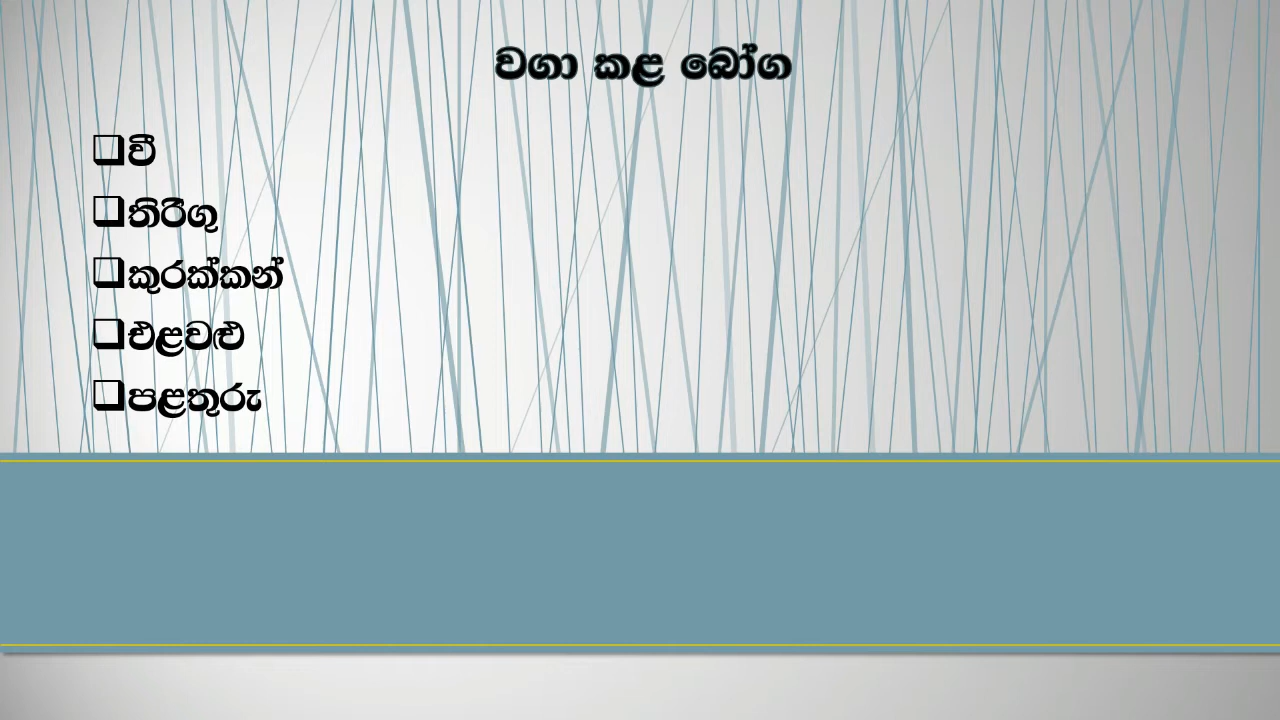 වගා කළ බෝග
❑වී
❑තිරිගු
❑කුරක්කන්
❑එළවළු
❑පළතුරු